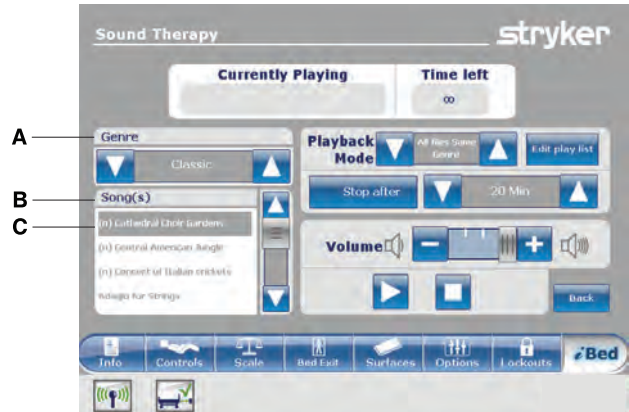 Sound Therapy
stryker
Currently Playing
Time left
∞
A
Genre
Classic
B
Song(s)
C
(n) Cathedral Choir Gardens
(n) Central American Jungle
(n) Concert of Italian crickets
Adagio for Strings
Playback
Mode
All files Same
Genre
Edit play list
Stop after
20 Min
Volume
Back
Info
Controls
Scale
Bed Exit
Surfaces
Options
Lockouts
iBed